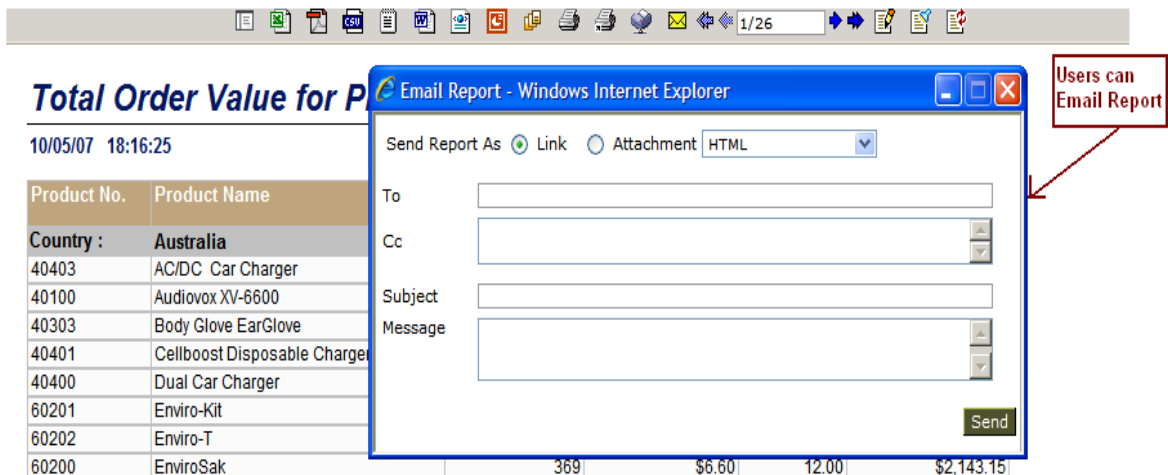 CSV
1/26
Users can
Email Report
Total Order Value for P
Email Report - Windows Internet Explorer
10/05/07 18:16:25
Send Report As Link Attachment HTML
Product No. Product Name
To
Country : Australia
Cc
40403 AC/DC Car Charger
40100 Audiovox XV-6600
Subject
40303 Body Glove EarGlove
Message
40401 Cellboost Disposable Charger
40400 Dual Car Charger
60201 Enviro-Kit
Send
60202 Enviro-T
60200 EnviroSak 369 $6.60 12.00 $2,143.15